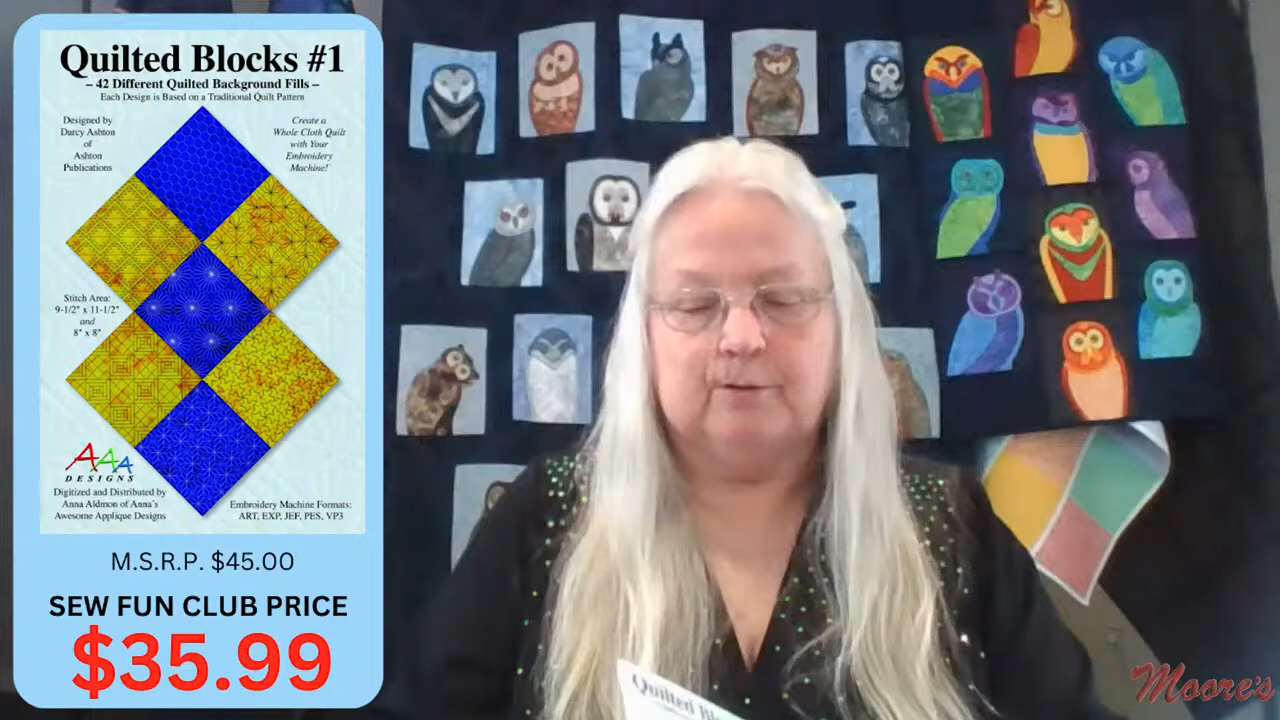 Quilted Blocks #1
– 42 Different Quilted Background Fills –
Each Design is Based on a Traditional Quilt Pattern
Designed by
Darcy Ashton
of
Ashton
Publications
Create a
Whole Cloth Quilt
with Your
Embroidery
Machine!
Stitch Area:
9-1/2" x 11-1/2"
and
8" x 8"
AAA
DESIGNS
Digitized and Distributed by
Anna Aldmon of Anna's
Awesome Applique Designs
Embroidery Machine Formats:
ART, EXP, JEF, PES, VP3
M.S.R.P. $45.00
SEW FUN CLUB PRICE
$35.99
Quilted Bl
Moore's